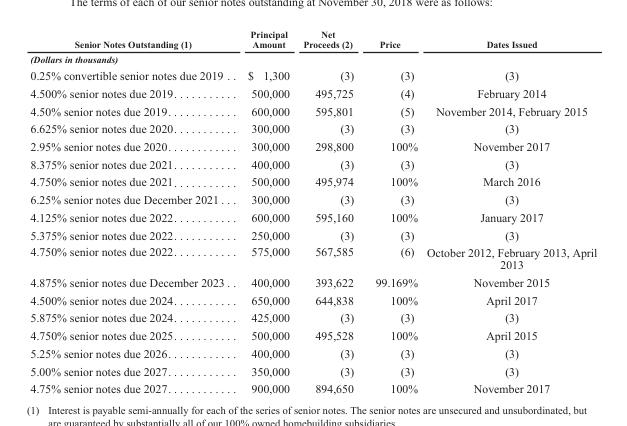 The terms of each of our senior notes outstanding at November 30, 2018 were as follows:
Senior Notes Outstanding (1) Principal Amount Net Proceeds (2) Price Dates Issued
(Dollars in thousands)
0.25% convertible senior notes due 2019 . . $ 1,300 (3) (3) (3)
4.500% senior notes due 2019. . . . . . . . . . . 500,000 495,725 (4) February 2014
4.50% senior notes due 2019. . . . . . . . . . . . 600,000 595,801 (5) November 2014, February 2015
6.625% senior notes due 2020. . . . . . . . . . . 300,000 (3) (3) (3)
2.95% senior notes due 2020. . . . . . . . . . . . 300,000 298,800 100% November 2017
8.375% senior notes due 2021. . . . . . . . . . . 400,000 (3) (3) (3)
4.750% senior notes due 2021. . . . . . . . . . . 500,000 495,974 100% March 2016
6.25% senior notes due December 2021 . . . 300,000 (3) (3) (3)
4.125% senior notes due 2022. . . . . . . . . . . 600,000 595,160 100% January 2017
5.375% senior notes due 2022. . . . . . . . . . . 250,000 (3) (3) (3)
4.750% senior notes due 2022. . . . . . . . . . . 575,000 567,585 (6) October 2012, February 2013, April
2013
4.875% senior notes due December 2023 . . 400,000 393,622 99.169% November 2015
4.500% senior notes due 2024. . . . . . . . . . . 650,000 644,838 100% April 2017
5.875% senior notes due 2024. . . . . . . . . . . 425,000 (3) (3) (3)
4.750% senior notes due 2025. . . . . . . . . . . 500,000 495,528 100% April 2015
5.25% senior notes due 2026. . . . . . . . . . . . 400,000 (3) (3) (3)
5.00% senior notes due 2027. . . . . . . . . . . . 350,000 (3) (3) (3)
4.75% senior notes due 2027. . . . . . . . . . . . 900,000 894,650 100% November 2017
(1) Interest is payable semi-annually for each of the series of senior notes. The senior notes are unsecured and unsubordinated, but
are guaranteed by substantially all of our 100% owned homebuilding subsidiaries.